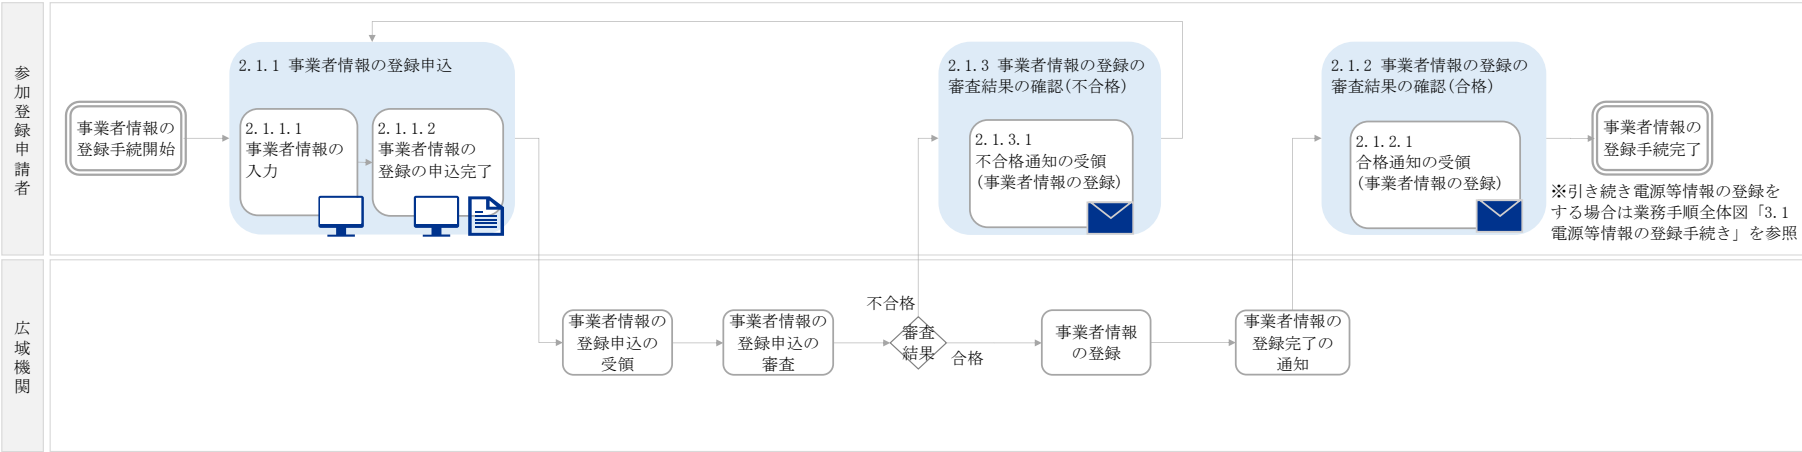 参加登録申請者
事業者情報の
登録手続開始
2.1.1 事業者情報の登録申込
2.1.1.1
事業者情報の
入力
2.1.1.2
事業者情報の
登録の申込完了
2.1.3 事業者情報の登録の
審査結果の確認(不合格)
2.1.3.1
不合格通知の受領
(事業者情報の登録)
2.1.2 事業者情報の登録の
審査結果の確認(合格)
2.1.2.1
合格通知の受領
(事業者情報の登録)
事業者情報の
登録手続完了
※引き続き電源等情報の登録を
する場合は業務手順全体図「3.1
電源等情報の登録手続き」を参照
広域機関
事業者情報の
登録申込の
受領
事業者情報の
登録申込の
審査
不合格
審査
結果
合格
事業者情報
の登録
事業者情報の
登録完了の
通知